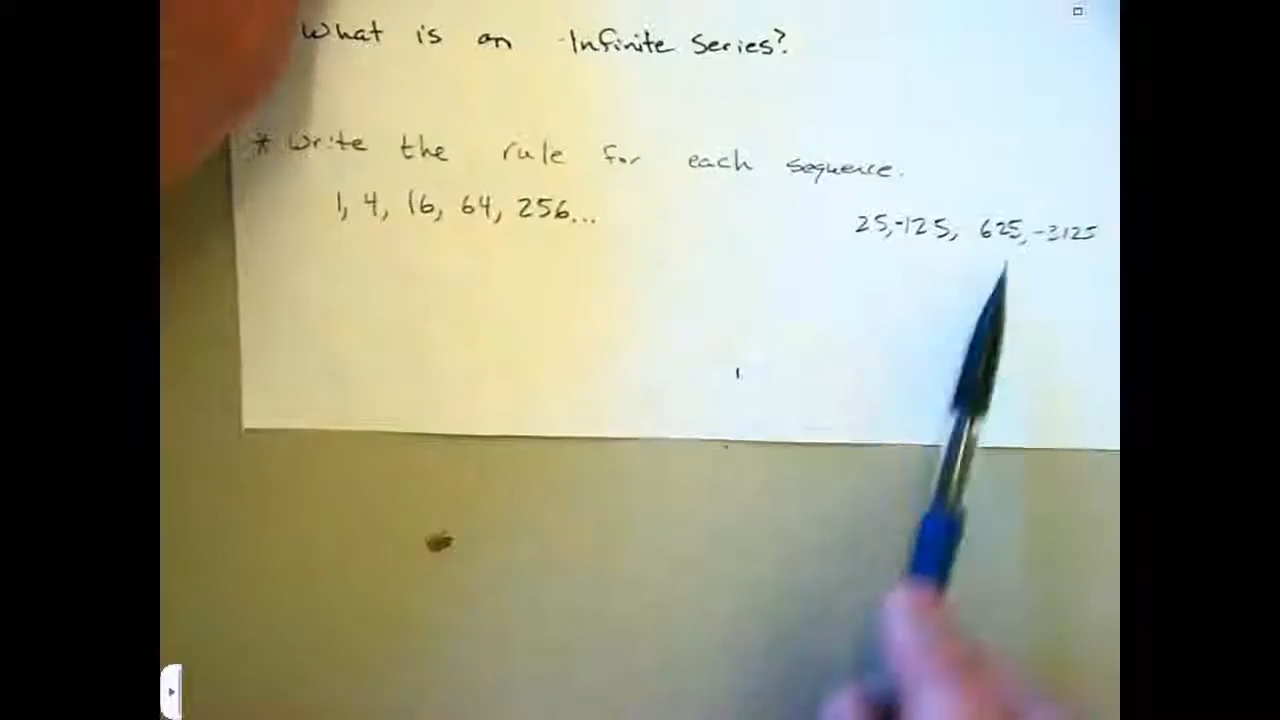 What is an Infinite Series?
* Write the rule for each sequence.
1, 4, 16, 64, 256...
25, -125, 625, -3125